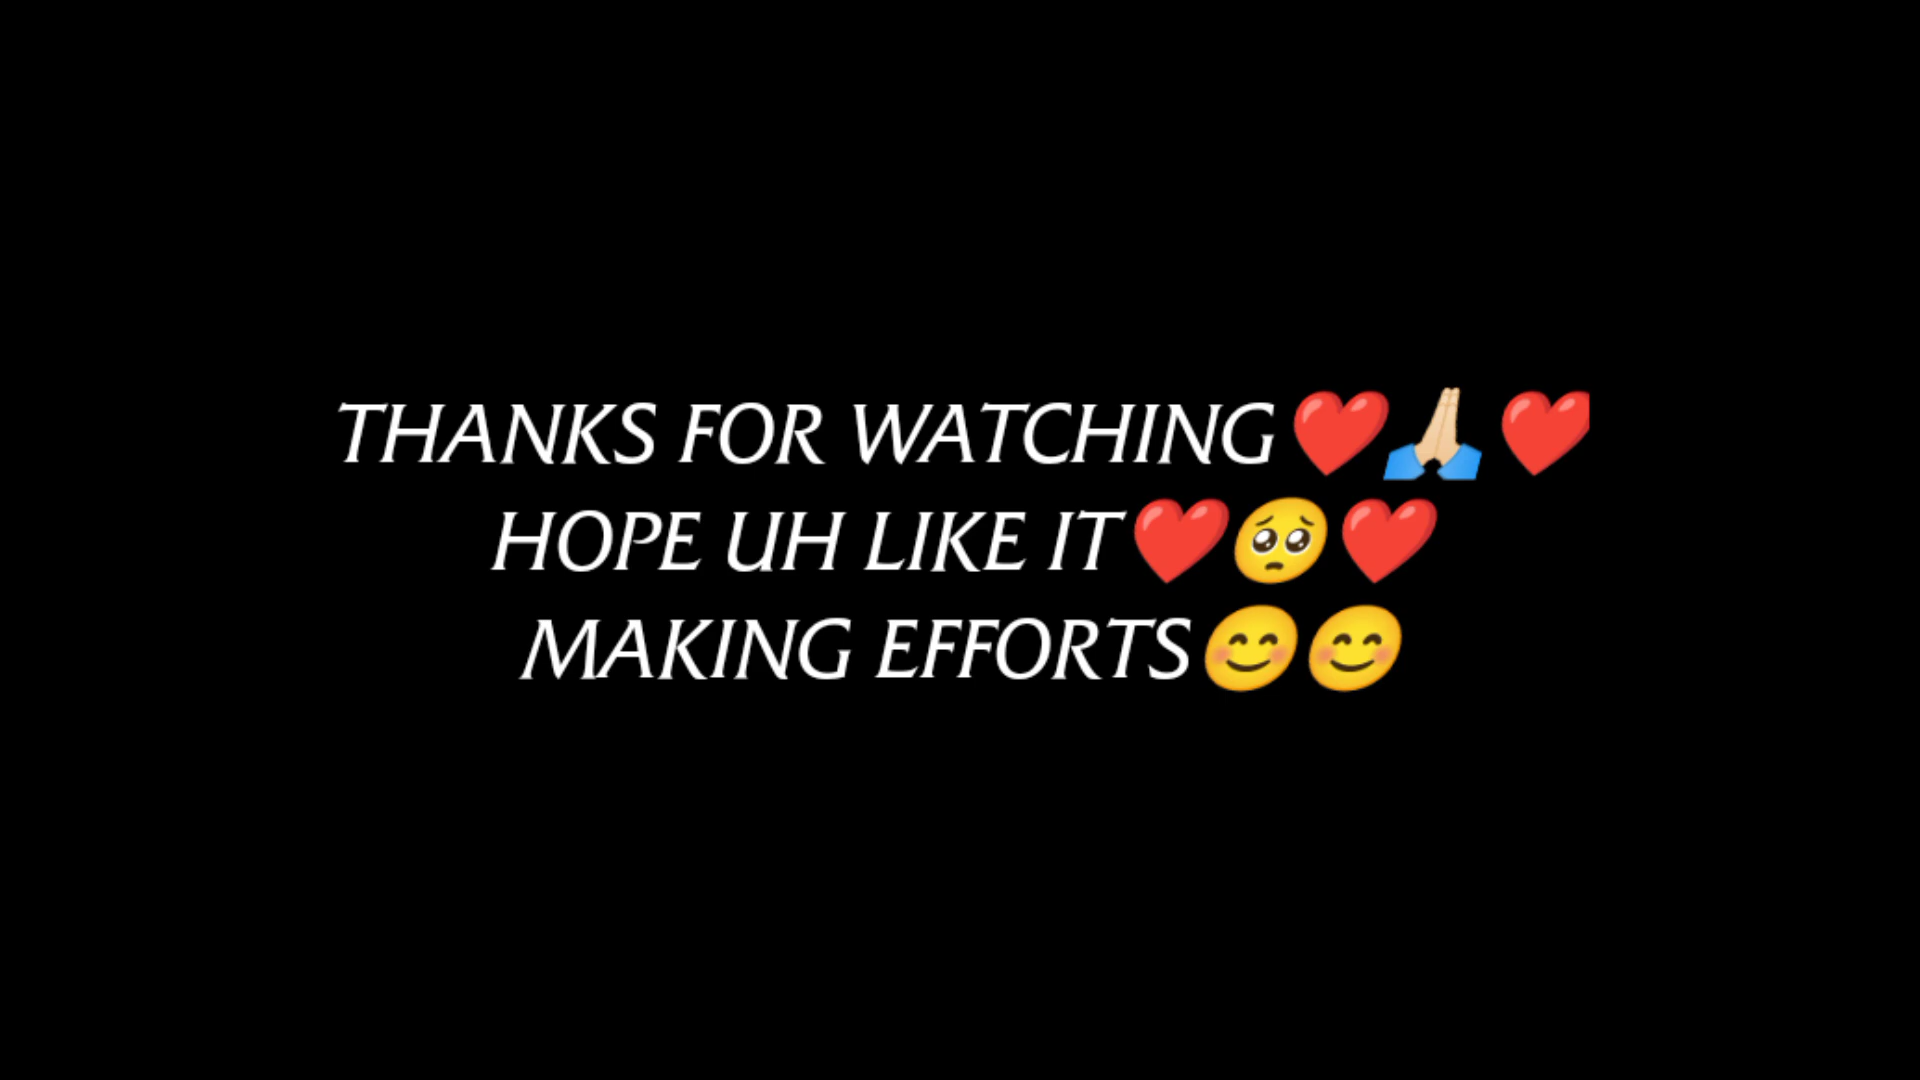 THANKS FOR WATCHING❤️🙏🏻❤️
HOPE UH LIKE IT❤️🥺❤️
MAKING EFFORTS😊😊